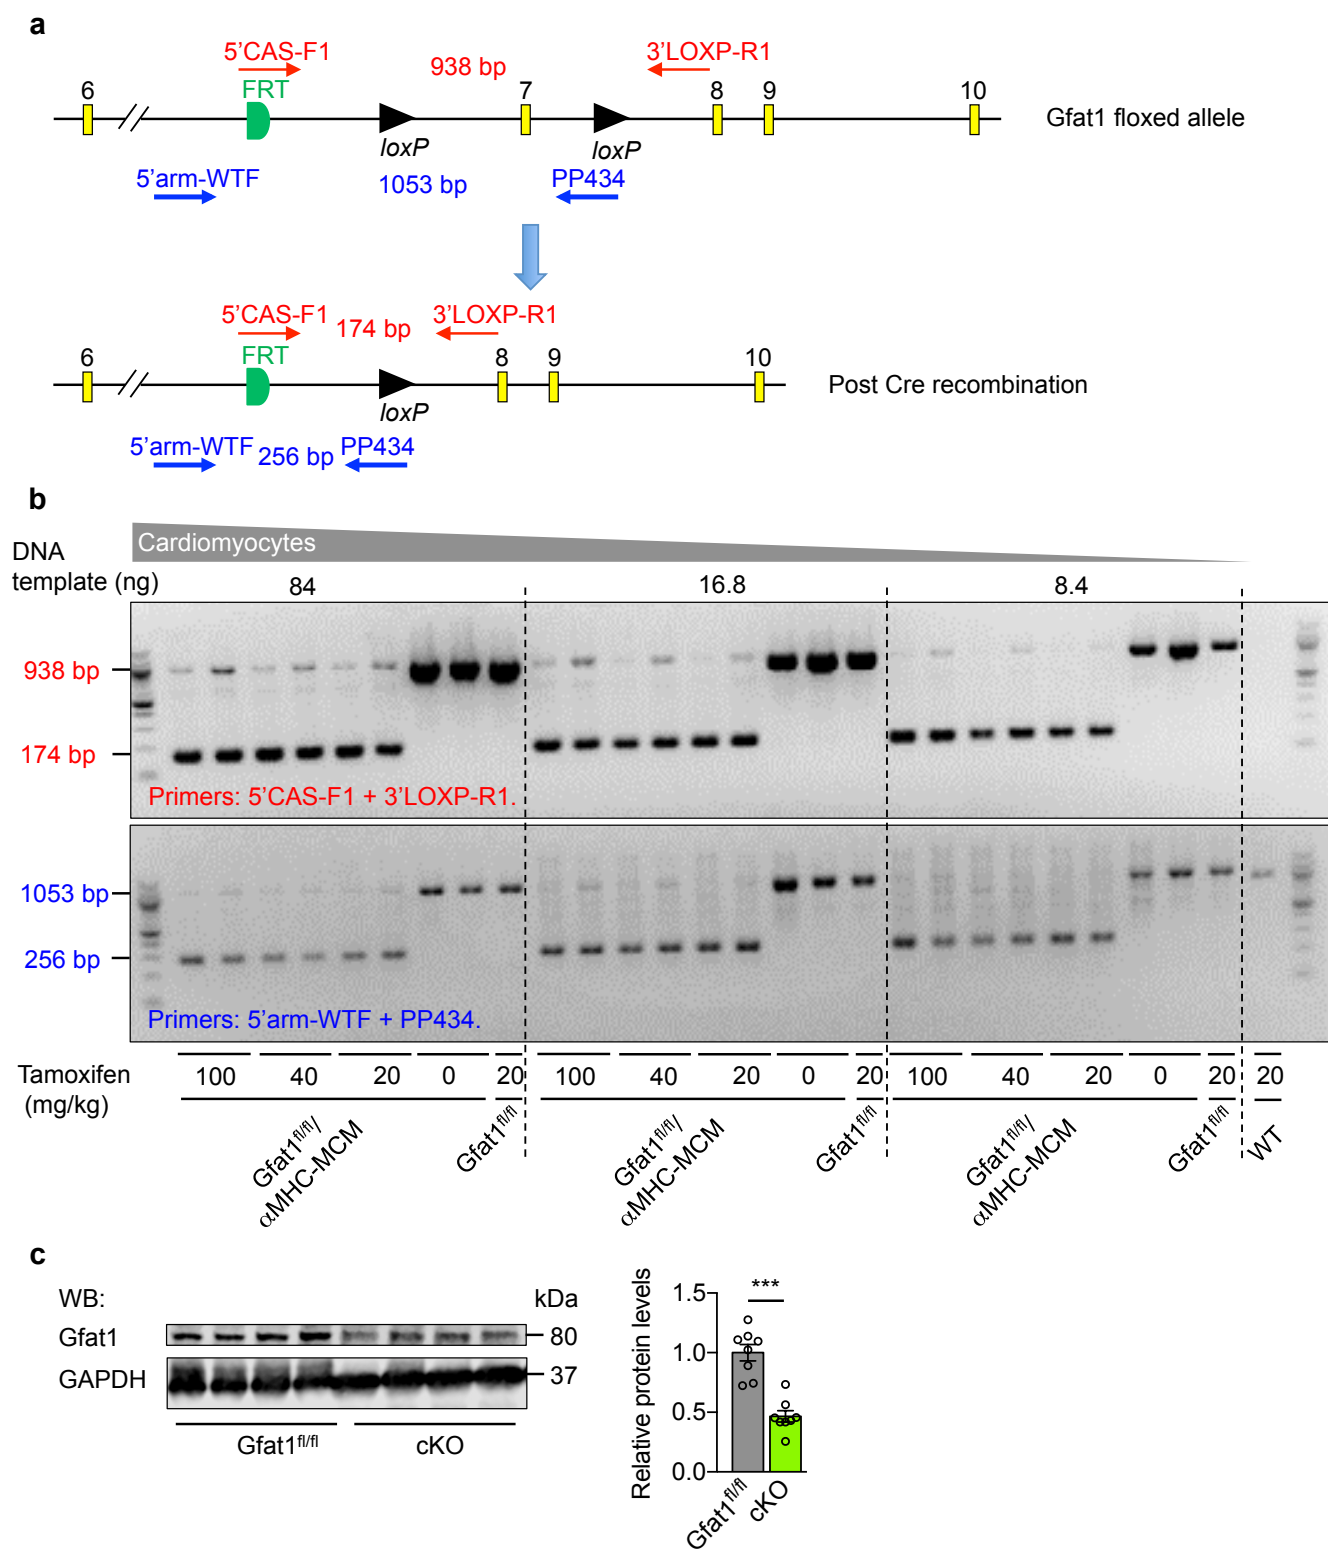 a
5'CAS-F1
938 bp
3'LOXP-R1
6
FRT
7
8
9
10
loxP
loxP
Gfat1 floxed allele
5'arm-WTF
1053 bp
PP434
5'CAS-F1
174 bp
3'LOXP-R1
6
FRT
8
9
10
loxP
Post Cre recombination
5'arm-WTF
256 bp
PP434
b
Cardiomyocytes
DNA
template (ng)
84
16.8
8.4
938 bp
174 bp
Primers: 5'CAS-F1 + 3'LOXP-R1.
1053 bp
256 bp
Primers: 5'arm-WTF + PP434.
Tamoxifen
(mg/kg)
100 40 20 0 20 100 40 20 0 20 100 40 20 0 20 20
Gfat1fl/fl/
αMHC-MCM
Gfat1fl/fl
Gfat1fl/fl/
αMHC-MCM
Gfat1fl/fl
Gfat1fl/fl/
αMHC-MCM
Gfat1fl/fl
WT
c
WB:
kDa
Gfat1
80
GAPDH
37
Gfat1fl/fl
cKO
Relative protein levels
1.5
1.0
0.5
0.0
***
Gfat1fl/fl
cKO